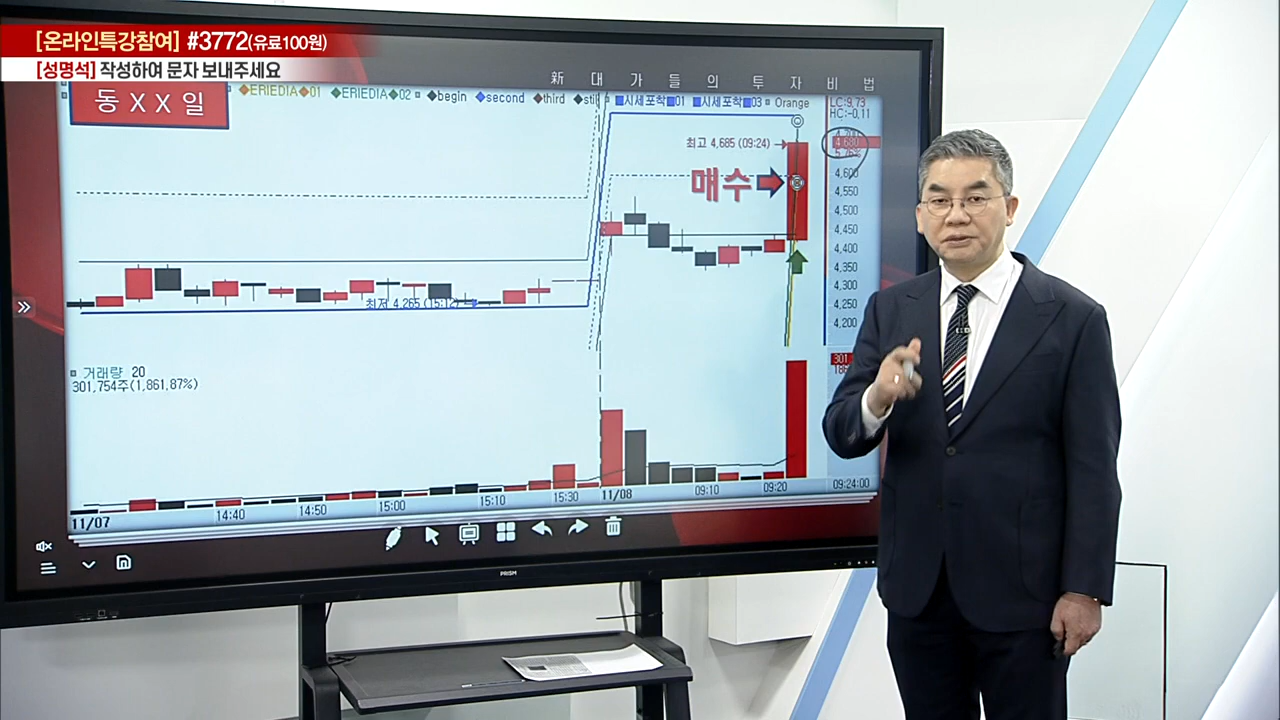 [온라인특강참여] #3772(유료100원)
[성명석] 작성하여 문자 보내주세요
新 대 가 들 의 투 자 비 법
동 X X 일
ERIEDIA 01 ERIEDIA 02 begin second third 시세포착 01 시세포착 03 Orange
LC:9.73
HC:-0.11
최고 4,685 (09:24)
4,680
5.76%
4,600
매수
4,550
4,500
4,450
4,400
4,350
4,300
4,250
4,200
최저 4,265 (15:12)
거래량 20
301,754주(1,861.87%)
301
14:40 14:50 15:00 15:10 15:30 11/08 09:10 09:20 09:24:00
11/07
PRISM